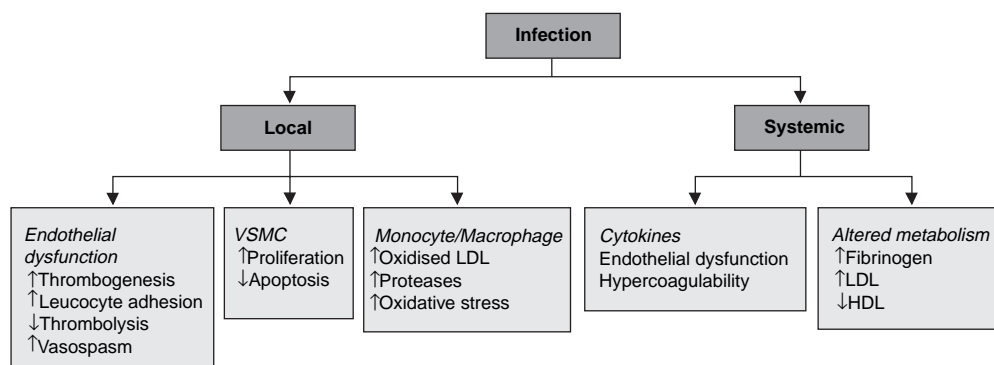 Infection
Local
Systemic
Endothelial
dysfunction
↑Thrombogenesis
↑Leucocyte adhesion
↓Thrombolysis
↑Vasospasm
VSMC
↑Proliferation
↓Apoptosis
Monocyte/Macrophage
↑Oxidised LDL
↑Proteases
↑Oxidative stress
Cytokines
Endothelial dysfunction
Hypercoagulability
Altered metabolism
↑Fibrinogen
↑LDL
↓HDL